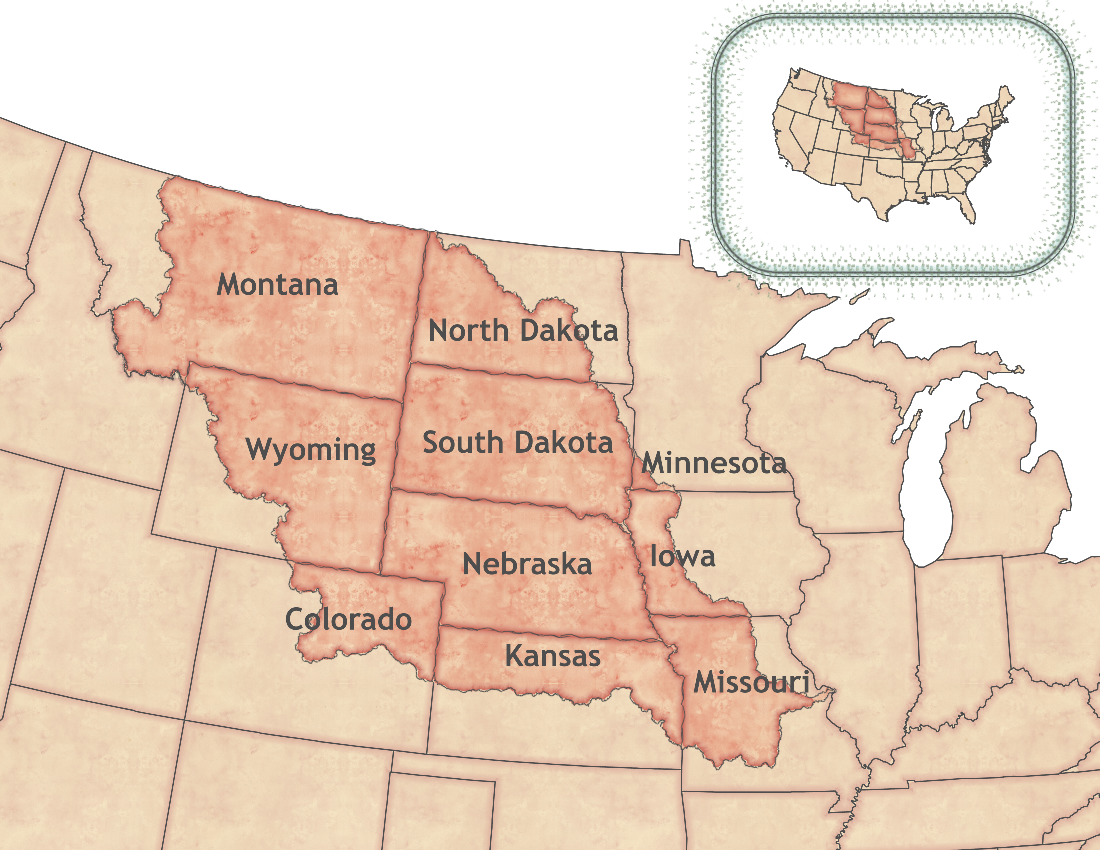 Montana
North Dakota
Wyoming
South Dakota
Minnesota
Nebraska
Iowa
Colorado
Kansas
Missouri